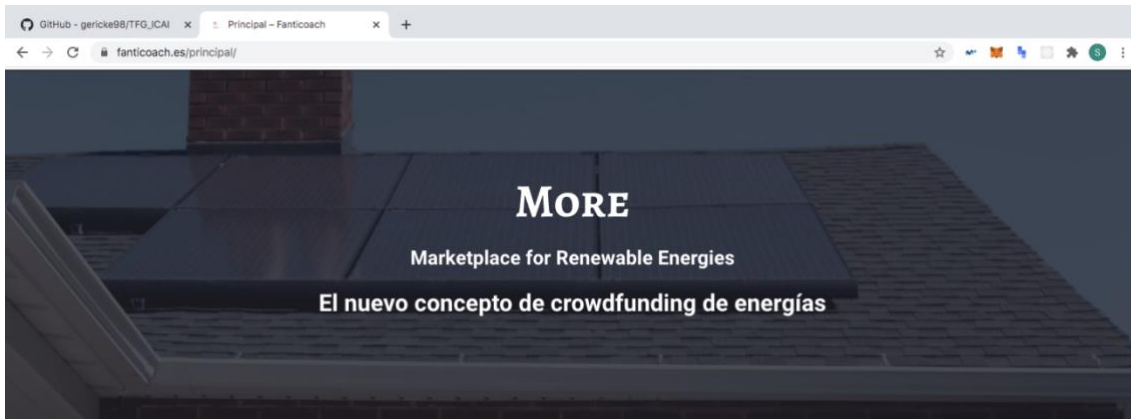 GitHub - gericke98/TFG_ICAI
Principal – Fanticoach
fanticoach.es/principal/
S
MORE
Marketplace for Renewable Energies
El nuevo concepto de crowdfunding de energías